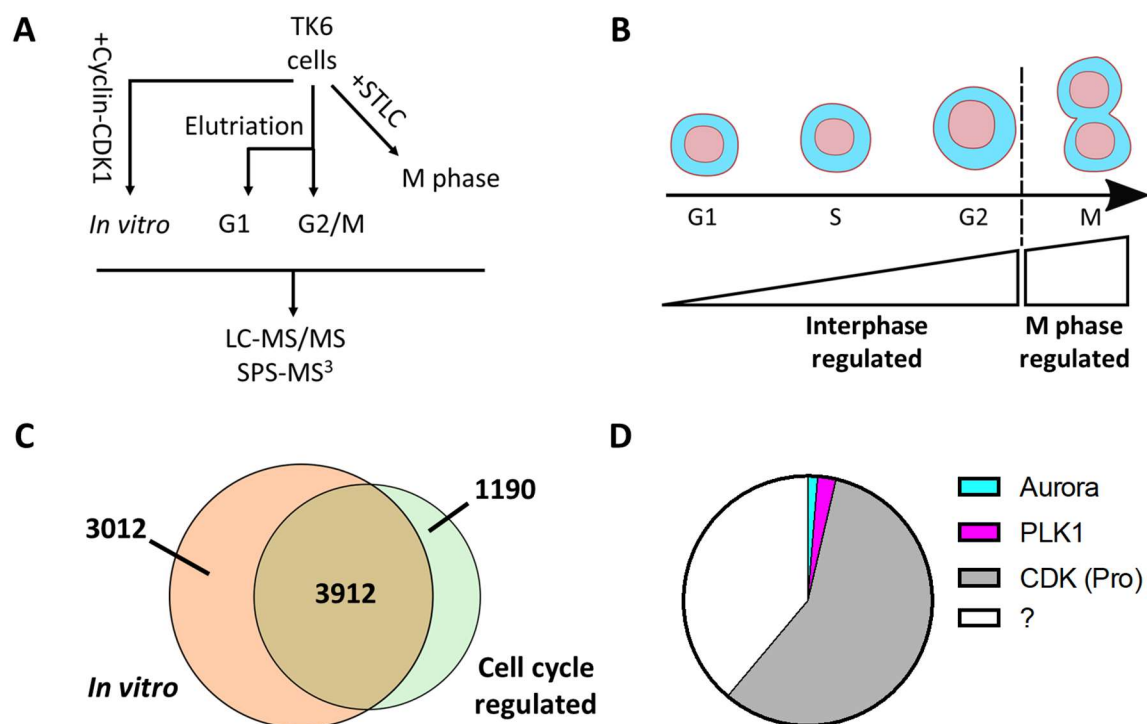 A
TK6
cells
+Cyclin-CDK1
+STLC
Elutriation
M phase
In vitro
G1
G2/M
LC-MS/MS
SPS-MS³
B
G1
S
G2
M
Interphase
regulated
M phase
regulated
C
3012
1190
3912
In vitro
Cell cycle
regulated
D
Aurora
PLK1
CDK (Pro)
?